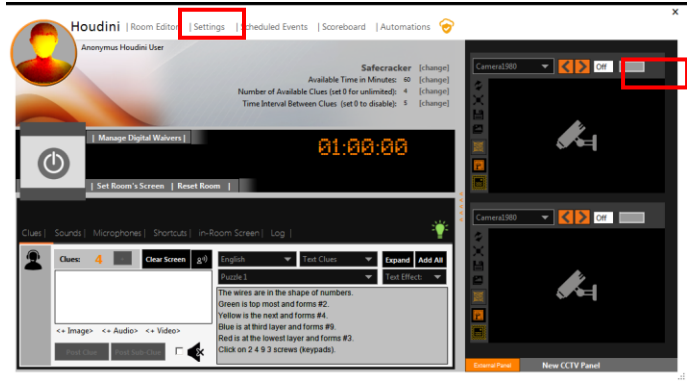 x
Houdini | Room Editor | Settings | Scheduled Events | Scoreboard | Automations
Anonymus Houdini User
Safecracker [change]
Available Time in Minutes: 60 [change]
Number of Available Clues (set 0 for unlimited): 4 [change]
Time Interval Between Clues (set 0 to disable): 5 [change]
Camera1980 Off
| Manage Digital Waivers |
01:00:00
| Set Room's Screen | Reset Room |
Camera1980 Off
Clues | Sounds | Microphones | Shortcuts | in-Room Screen | Log |
Clues: 4 - Clear Screen English Text Clues Expand Add All
Puzzle 1 Text Effect:
The wires are in the shape of numbers.
Green is top most and forms #2.
Yellow is the next and forms #4.
Blue is at third layer and forms #9.
Red is at the lowest layer and forms #3.
Click on 2 4 9 3 screws (keypads).
<+ Image> <+ Audio> <+ Video>
Post Clue Post Sub-Clue
External Panel New CCTV Panel